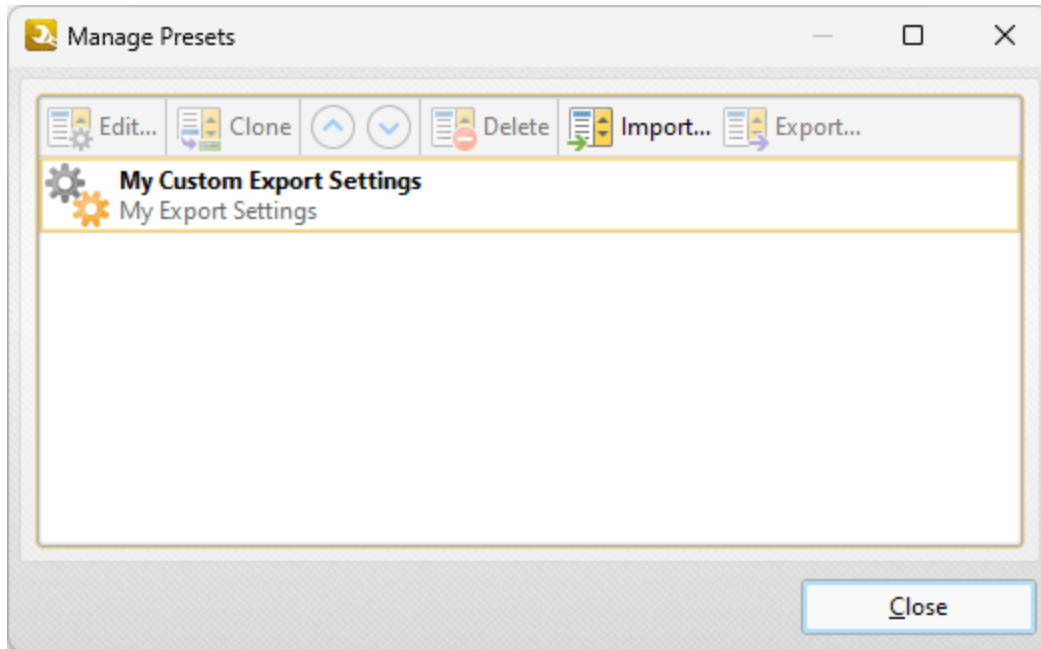 Manage Presets
Edit... Clone Delete Import... Export...
My Custom Export Settings
My Export Settings
Close